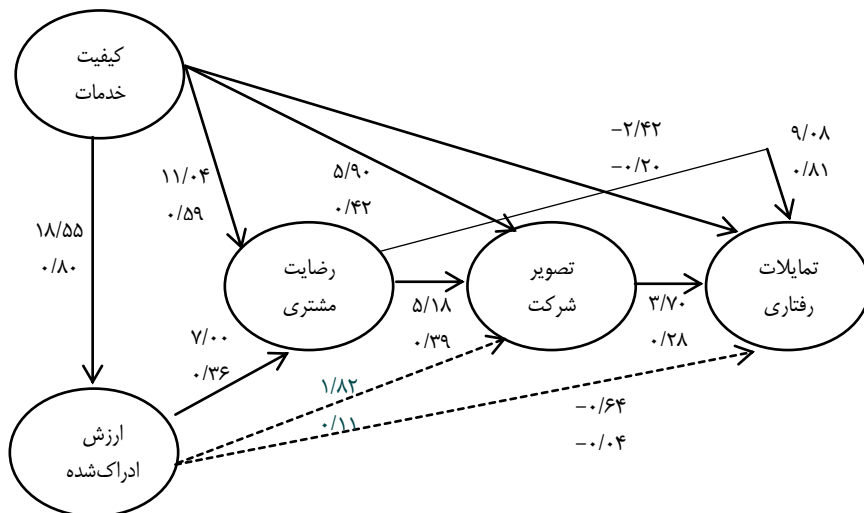 کیفیت
خدمات
−۲/۴۲
−۰/۲۰
۹/۰۸
۰/۸۱
۱۱/۰۴
۰/۵۹
۵/۹۰
۰/۴۲
۱۸/۵۵
۰/۸۰
رضایت
مشتری
تصویر
شرکت
تمایلات
رفتاری
۵/۱۸
۰/۳۹
۳/۷۰
۰/۲۸
۷/۰۰
۰/۳۶
۱/۸۲
۰/۱۱
−۰/۶۴
−۰/۰۴
ارزش
ادراک‌شده